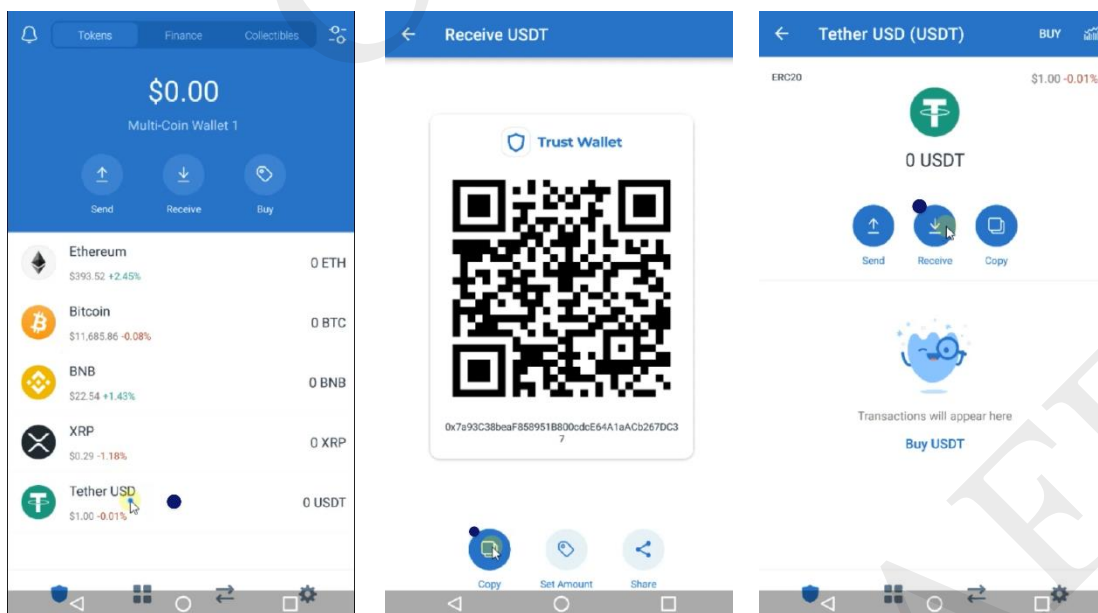 Tokens Finance Collectibles
$0.00
Multi-Coin Wallet 1
Send Receive Buy
Ethereum
$393.52 +2.45%
0 ETH
Bitcoin
$11,685.86 -0.08%
0 BTC
BNB
$22.54 +1.43%
0 BNB
XRP
$0.29 -1.18%
0 XRP
Tether USD
$1.00 -0.01%
0 USDT
Receive USDT
Trust Wallet
0x7a93C38beaF858951B800cdcE64A1aACb267DC3
7
Copy Set Amount Share
Tether USD (USDT) BUY
ERC20 $1.00 -0.01%
0 USDT
Send Receive Copy
Transactions will appear here
Buy USDT